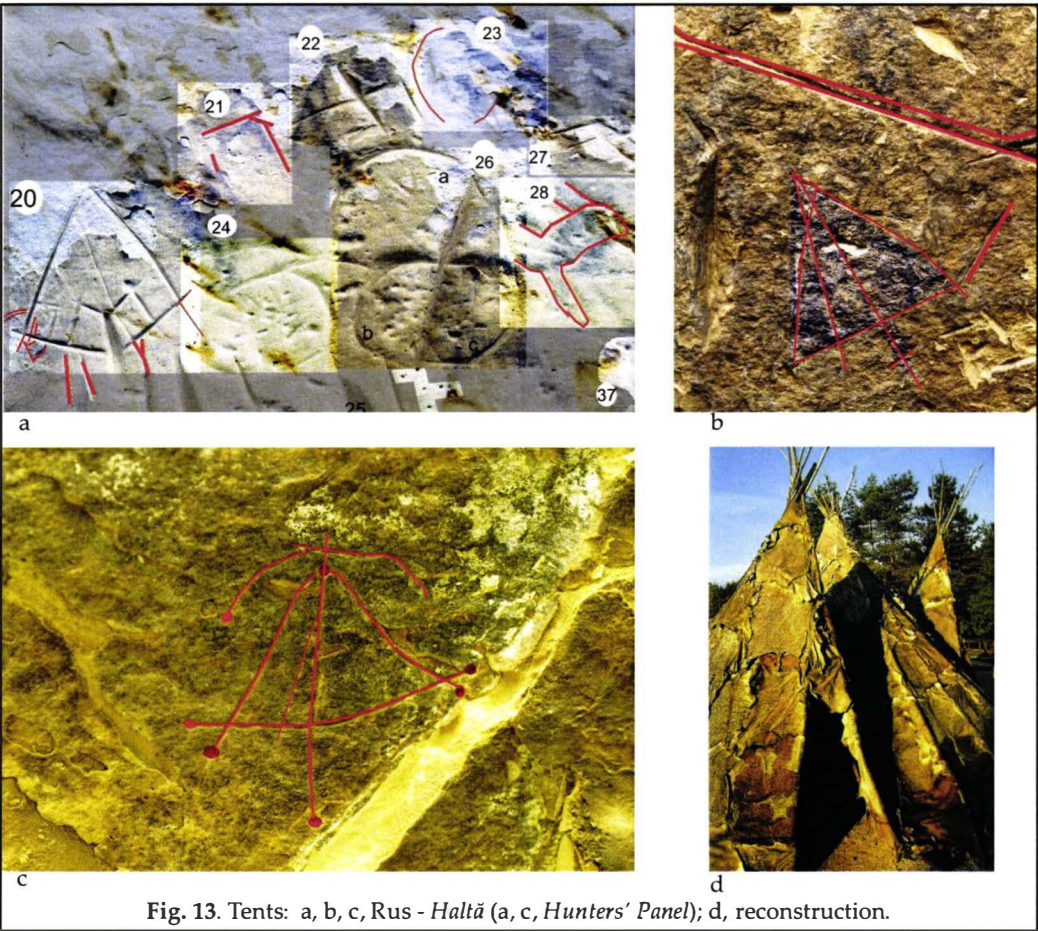 22
23
21
27
26
a
28
20
24
b
c
37
25
a
b
c
d
Fig. 13. Tents: a, b, c, Rus - Haltă (a, c, Hunters' Panel); d, reconstruction.